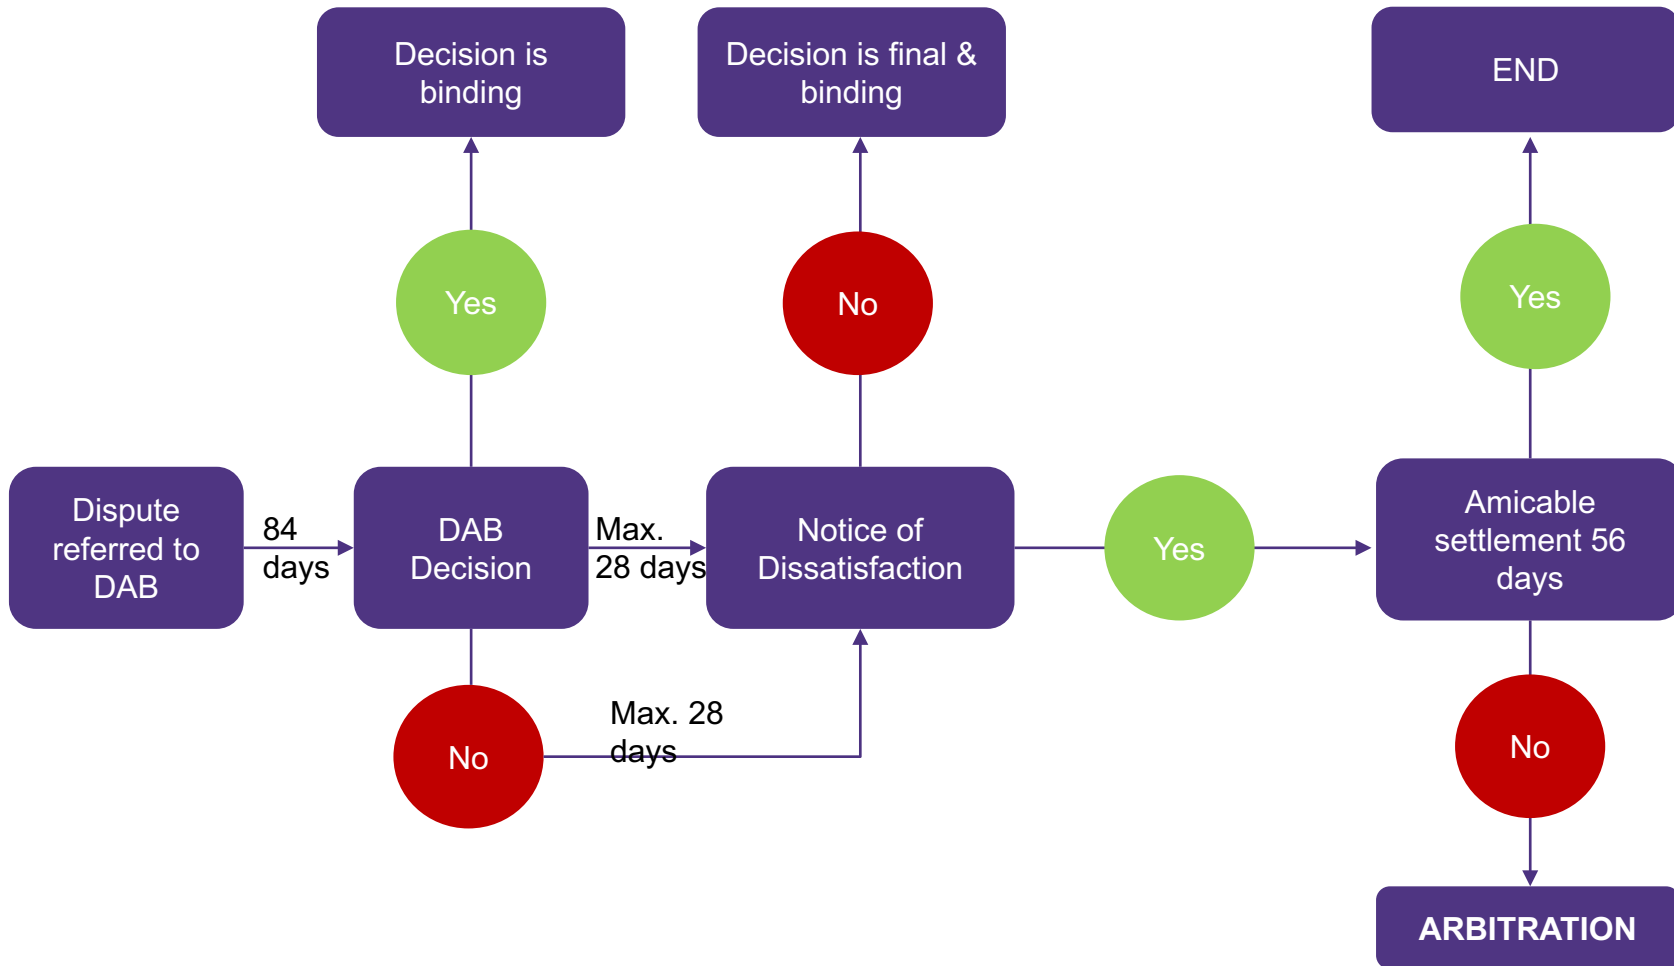 Decision is
binding
Decision is final &
binding
END
Yes
No
Yes
Dispute
referred to
DAB
84
days
DAB
Decision
Max.
28 days
Notice of
Dissatisfaction
Yes
Amicable
settlement 56
days
No
Max. 28
days
No
ARBITRATION